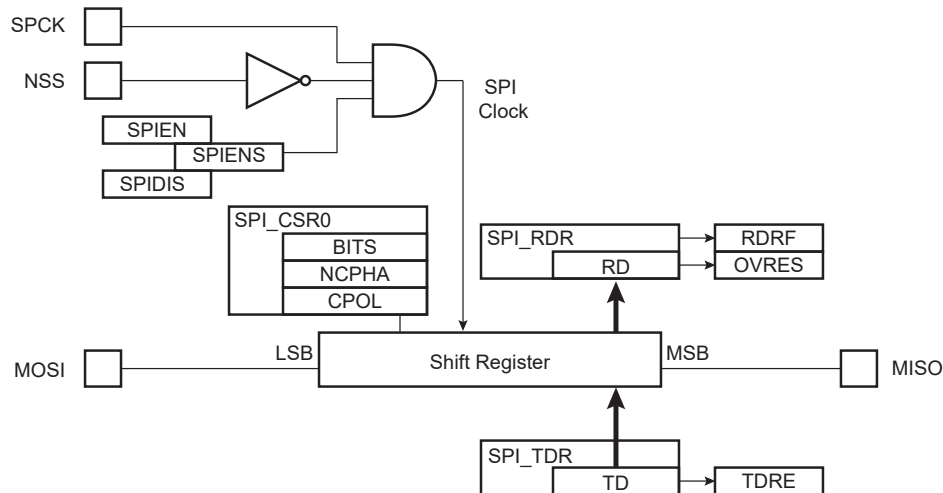 SPCK
NSS
SPI
Clock
SPIEN
SPIENS
SPIDIS
SPI_CSR0
BITS
NCPHA
CPOL
SPI_RDR
RD
RDRF
OVRES
MOSI
LSB
Shift Register
MSB
MISO
SPI_TDR
TD
TDRE